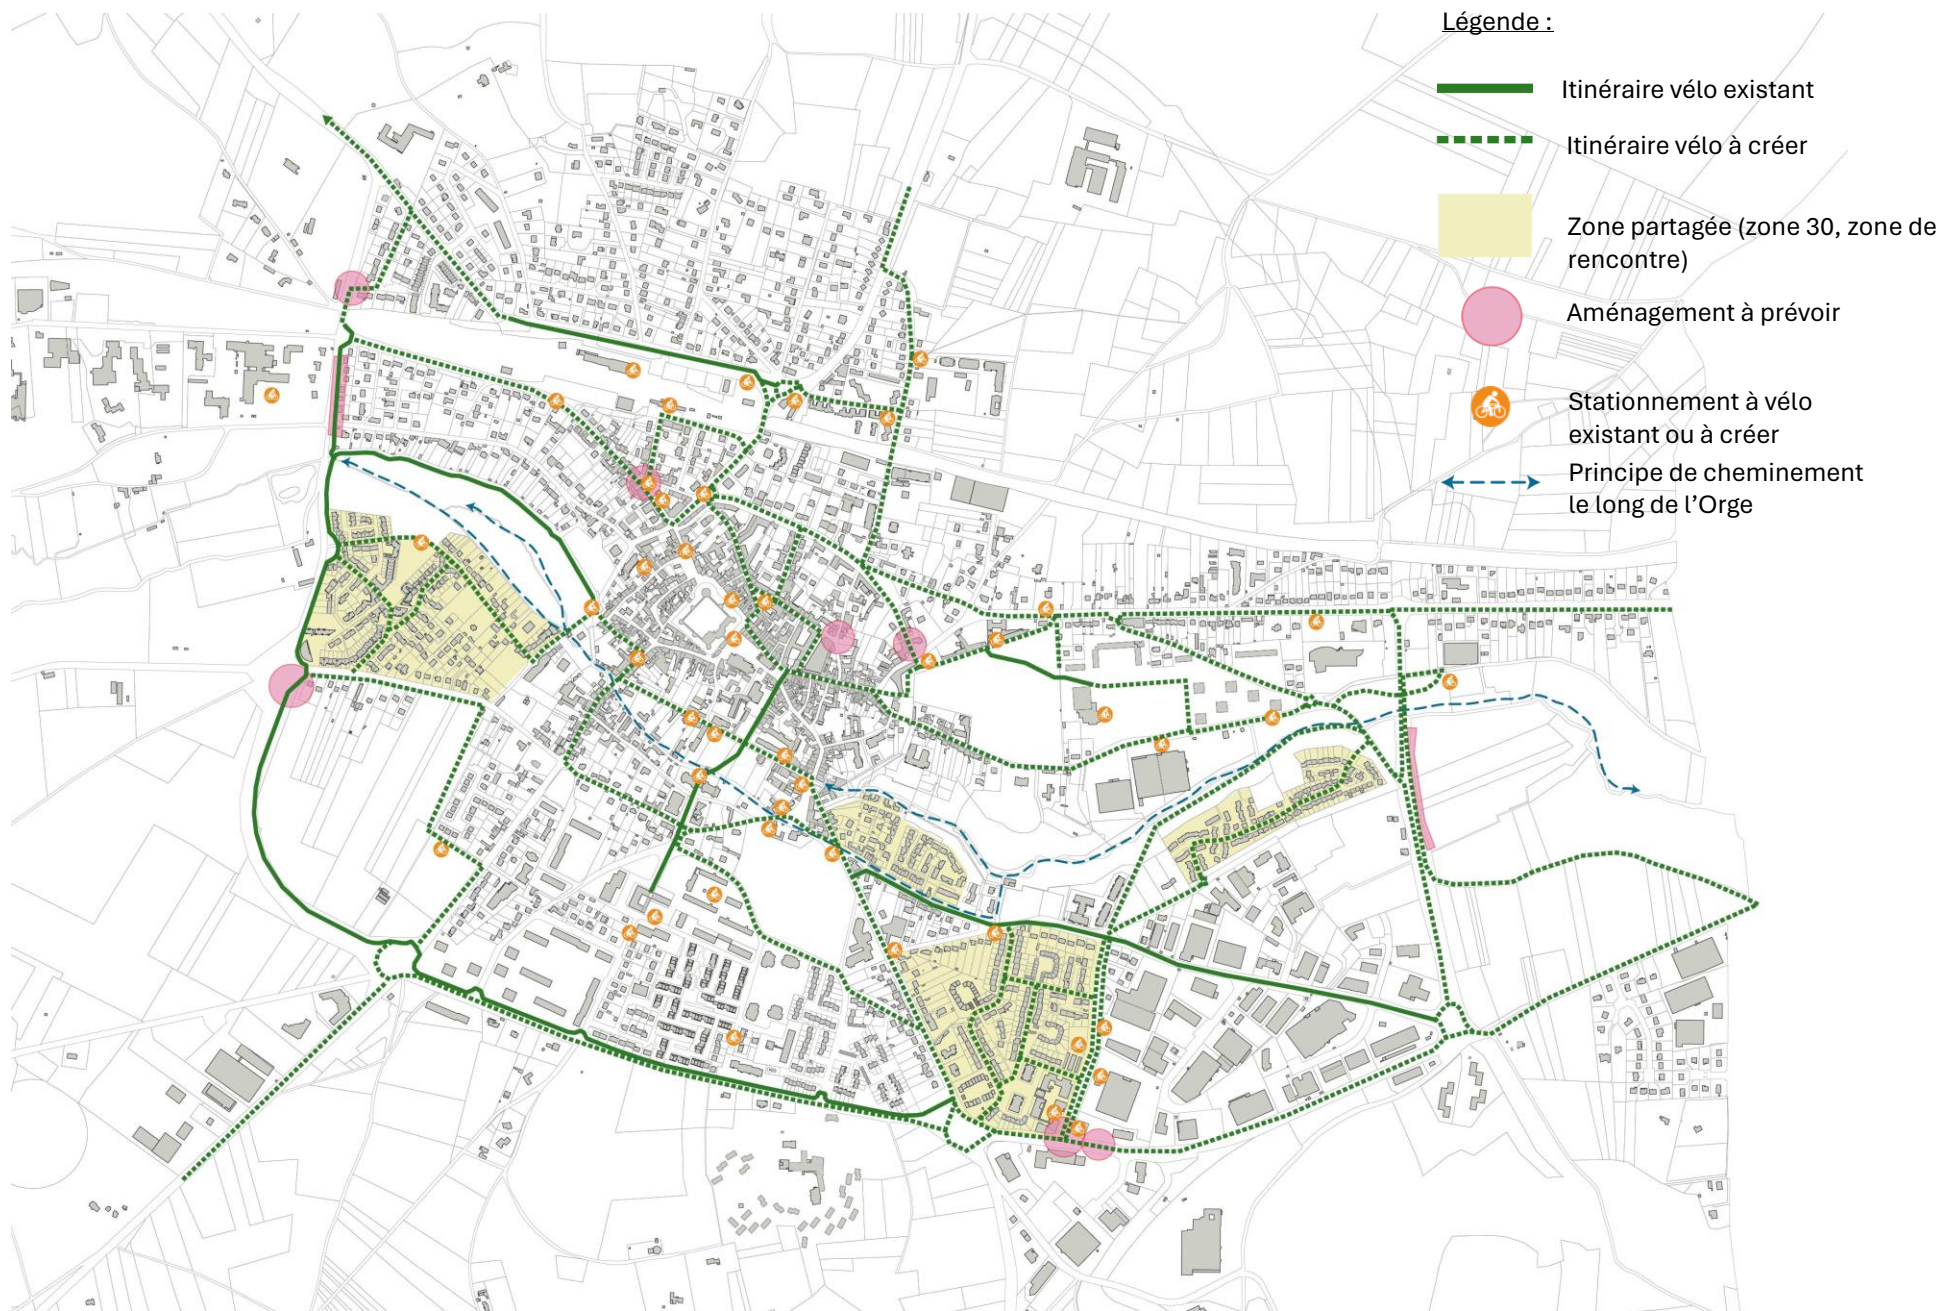 Légende :
Itinéraire vélo existant
Itinéraire vélo à créer
Zone partagée (zone 30, zone de
rencontre)
Aménagement à prévoir
Stationnement à vélo
existant ou à créer
Principe de cheminement
le long de l’Orge